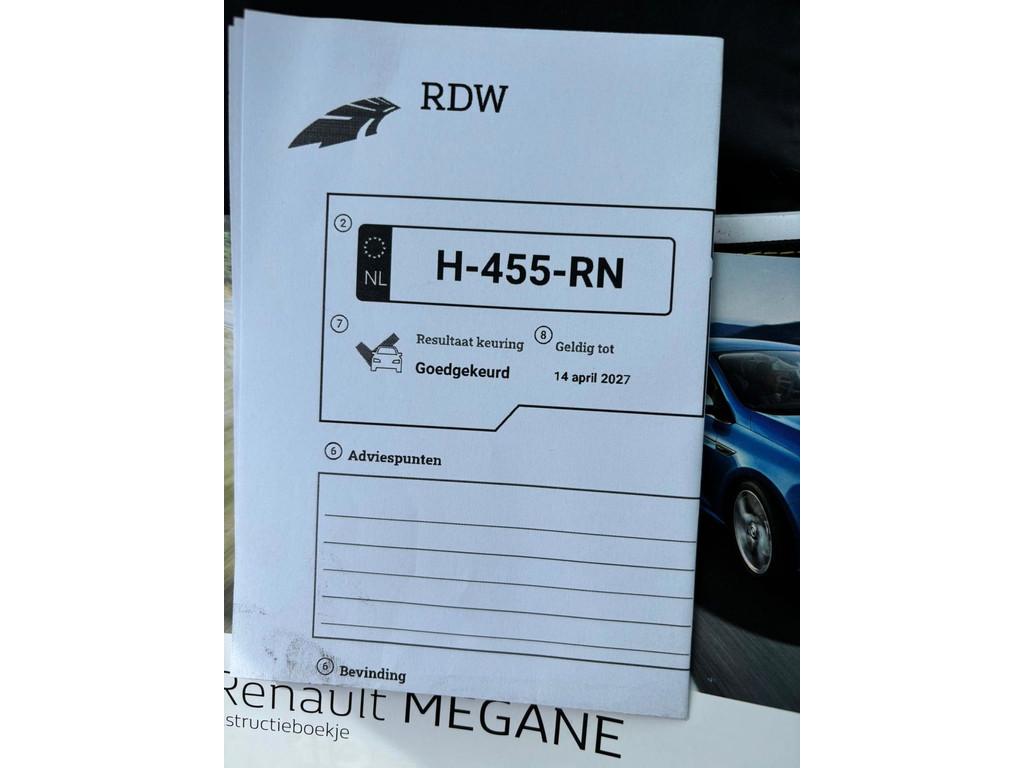 RDW
2
NL
H-455-RN
7
Resultaat keuring
Goedgekeurd
8
Geldig tot
14 april 2027
6 Adviespunten
6 Bevinding
Renault MEGANE
structieboekje